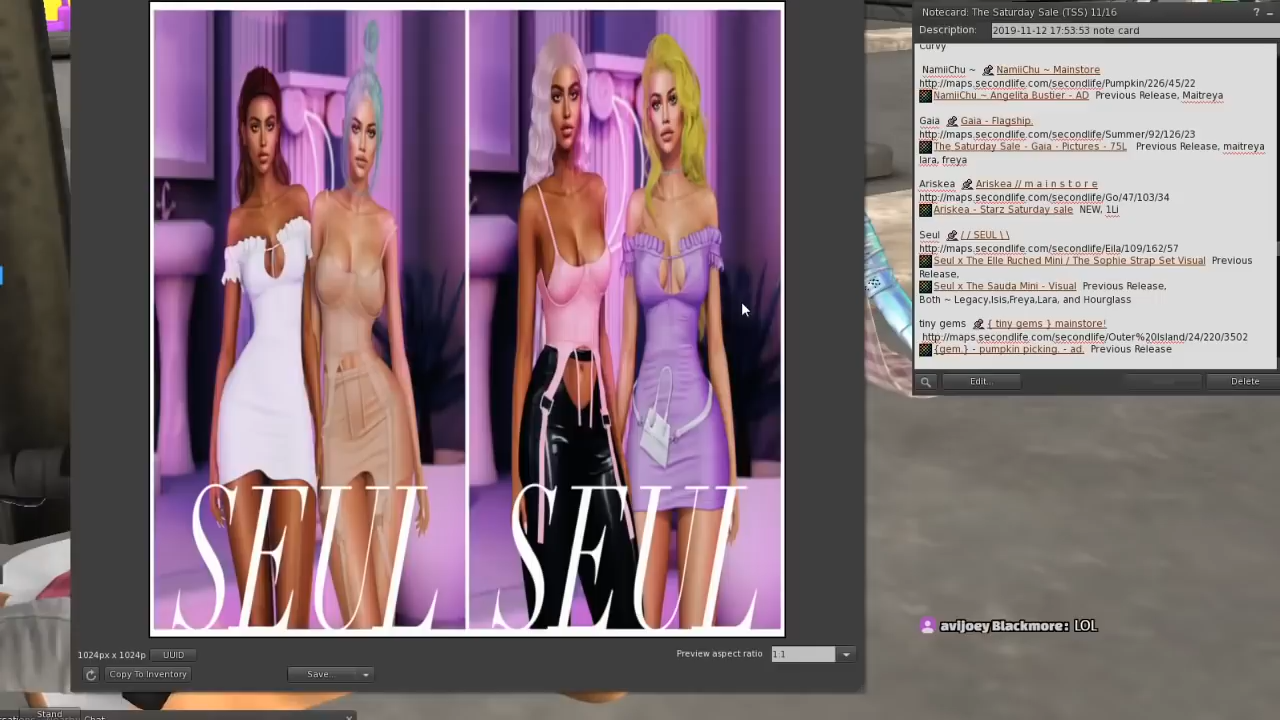 Notecard: The Saturday Sale (TSS) 11/16
?
Description:
2019-11-12 17:53:53 note card
Curvy
NamiiChu ~ NamiiChu ~ Mainstore
http://maps.secondlife.com/secondlife/Pumpkin/226/45/22
NamiiChu ~ Angelita Bustier - AD Previous Release, Maitreya
Gaia Gaia - Flagship.
http://maps.secondlife.com/secondlife/Summer/92/126/23
The Saturday Sale - Gaia - Pictures - 75L Previous Release, maitreya
lara, freya
Ariskea Ariskea // m a i n s t o r e
http://maps.secondlife.com/secondlife/Go/47/103/34
Ariskea - Starz Saturday sale NEW, 1Li
Seul / / SEUL \ \
http://maps.secondlife.com/secondlife/Eila/109/162/57
Seul x The Elle Ruched Mini / The Sophie Strap Set Visual Previous
Release,
Seul x The Sauda Mini - Visual Previous Release,
Both ~ Legacy,Isis,Freya,Lara, and Hourglass
tiny gems { tiny gems } mainstore!
http://maps.secondlife.com/secondlife/Outer%20Island/24/220/3502
{gem.} - pumpkin picking. - ad. Previous Release
Edit...
Delete
SEUL
SEUL
avijoey Blackmore: LOL
1024px x 1024p
UUID
Preview aspect ratio
1:1
Copy To Inventory
Save...
Stand
Chat